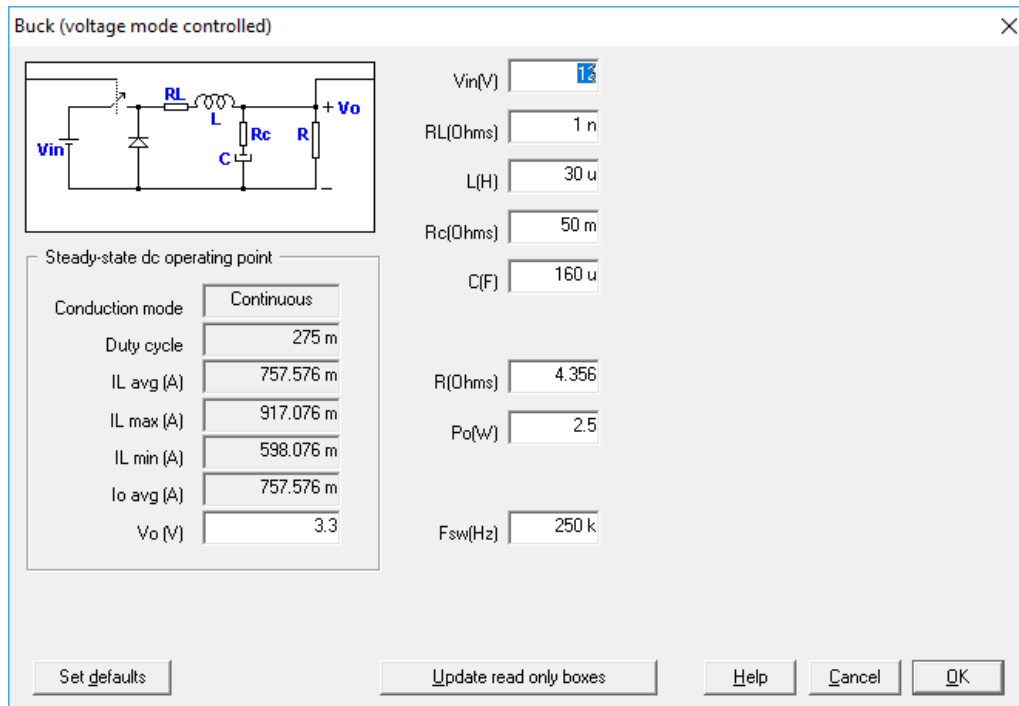 Buck (voltage mode controlled)
RL
L
+ Vo
Rc
R
Vin
C
Vin(V) 12
RL(Ohms) 1 n
L(H) 30 u
Rc(Ohms) 50 m
C(F) 160 u
R(Ohms) 4.356
Po(W) 2.5
Fsw(Hz) 250 k
Steady-state dc operating point
Conduction mode Continuous
Duty cycle 275 m
IL avg (A) 757.576 m
IL max (A) 917.076 m
IL min (A) 598.076 m
Io avg (A) 757.576 m
Vo (V) 3.3
Set defaults
Update read only boxes
Help
Cancel
OK